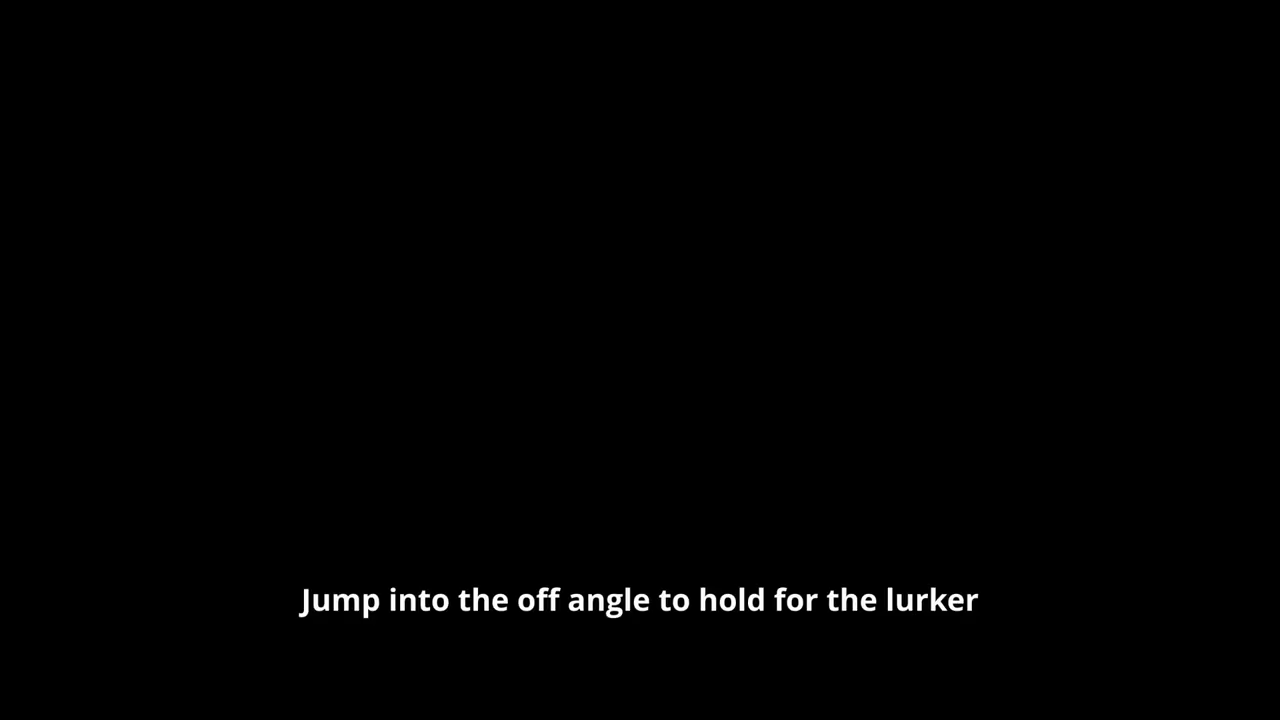 Jump into the off angle to hold for the lurker